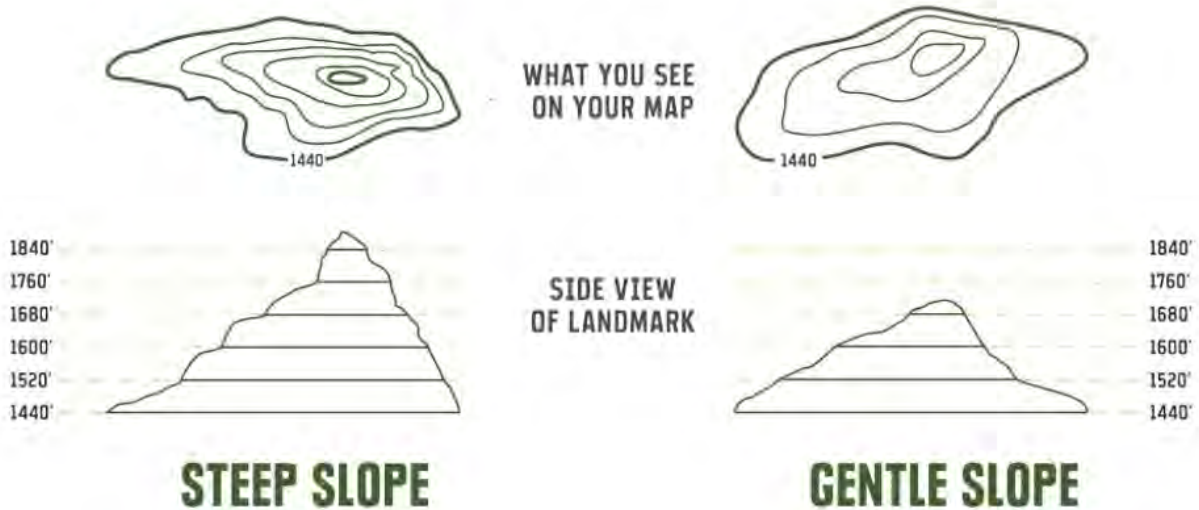 WHAT YOU SEE
ON YOUR MAP
1440
1440
1840'
1760'
1680'
1600'
1520'
1440'
SIDE VIEW
OF LANDMARK
1840'
1760'
1680'
1600'
1520'
1440'
STEEP SLOPE
GENTLE SLOPE